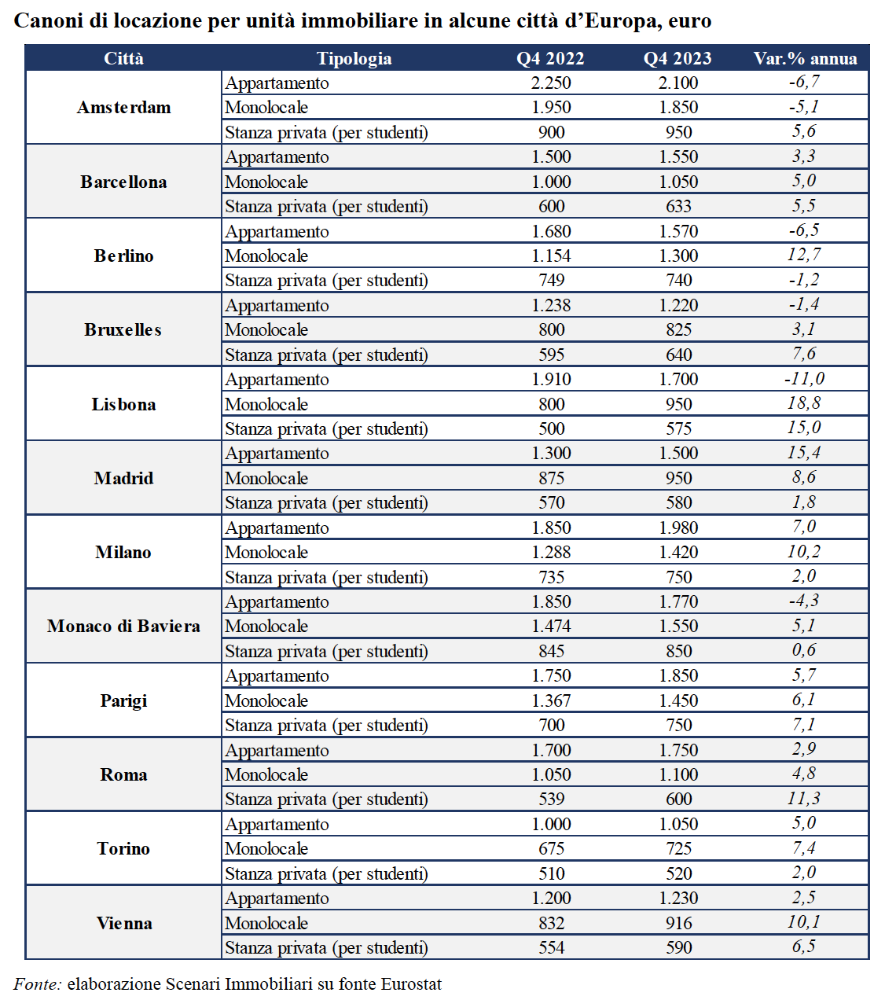 Canoni di locazione per unità immobiliare in alcune città d’Europa, euro
Città Tipologia Q4 2022 Q4 2023 Var.% annua
Amsterdam
Appartamento 2.250 2.100 -6,7
Monolocale 1.950 1.850 -5,1
Stanza privata (per studenti) 900 950 5,6
Barcellona
Appartamento 1.500 1.550 3,3
Monolocale 1.000 1.050 5,0
Stanza privata (per studenti) 600 633 5,5
Berlino
Appartamento 1.680 1.570 -6,5
Monolocale 1.154 1.300 12,7
Stanza privata (per studenti) 749 740 -1,2
Bruxelles
Appartamento 1.238 1.220 -1,4
Monolocale 800 825 3,1
Stanza privata (per studenti) 595 640 7,6
Lisbona
Appartamento 1.910 1.700 -11,0
Monolocale 800 950 18,8
Stanza privata (per studenti) 500 575 15,0
Madrid
Appartamento 1.300 1.500 15,4
Monolocale 875 950 8,6
Stanza privata (per studenti) 570 580 1,8
Milano
Appartamento 1.850 1.980 7,0
Monolocale 1.288 1.420 10,2
Stanza privata (per studenti) 735 750 2,0
Monaco di Baviera
Appartamento 1.850 1.770 -4,3
Monolocale 1.474 1.550 5,1
Stanza privata (per studenti) 845 850 0,6
Parigi
Appartamento 1.750 1.850 5,7
Monolocale 1.367 1.450 6,1
Stanza privata (per studenti) 700 750 7,1
Roma
Appartamento 1.700 1.750 2,9
Monolocale 1.050 1.100 4,8
Stanza privata (per studenti) 539 600 11,3
Torino
Appartamento 1.000 1.050 5,0
Monolocale 675 725 7,4
Stanza privata (per studenti) 510 520 2,0
Vienna
Appartamento 1.200 1.230 2,5
Monolocale 832 916 10,1
Stanza privata (per studenti) 554 590 6,5
Fonte: elaborazione Scenari Immobiliari su fonte Eurostat